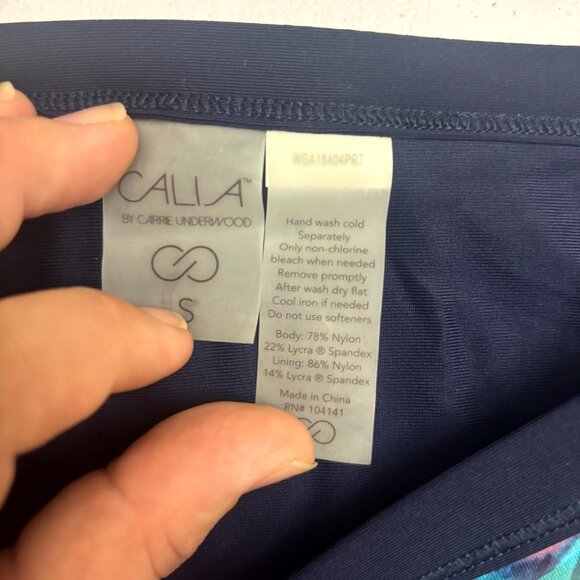 CALIA™
BY CARRIE UNDERWOOD
S
WSA18404PRT
Hand wash cold
Separately
Only non-chlorine
bleach when needed
Remove promptly
After wash dry flat
Cool iron if needed
Do not use softeners
Body: 78% Nylon
22% Lycra ® Spandex
Lining: 86% Nylon
14% Lycra ® Spandex
Made in China
RN# 104141